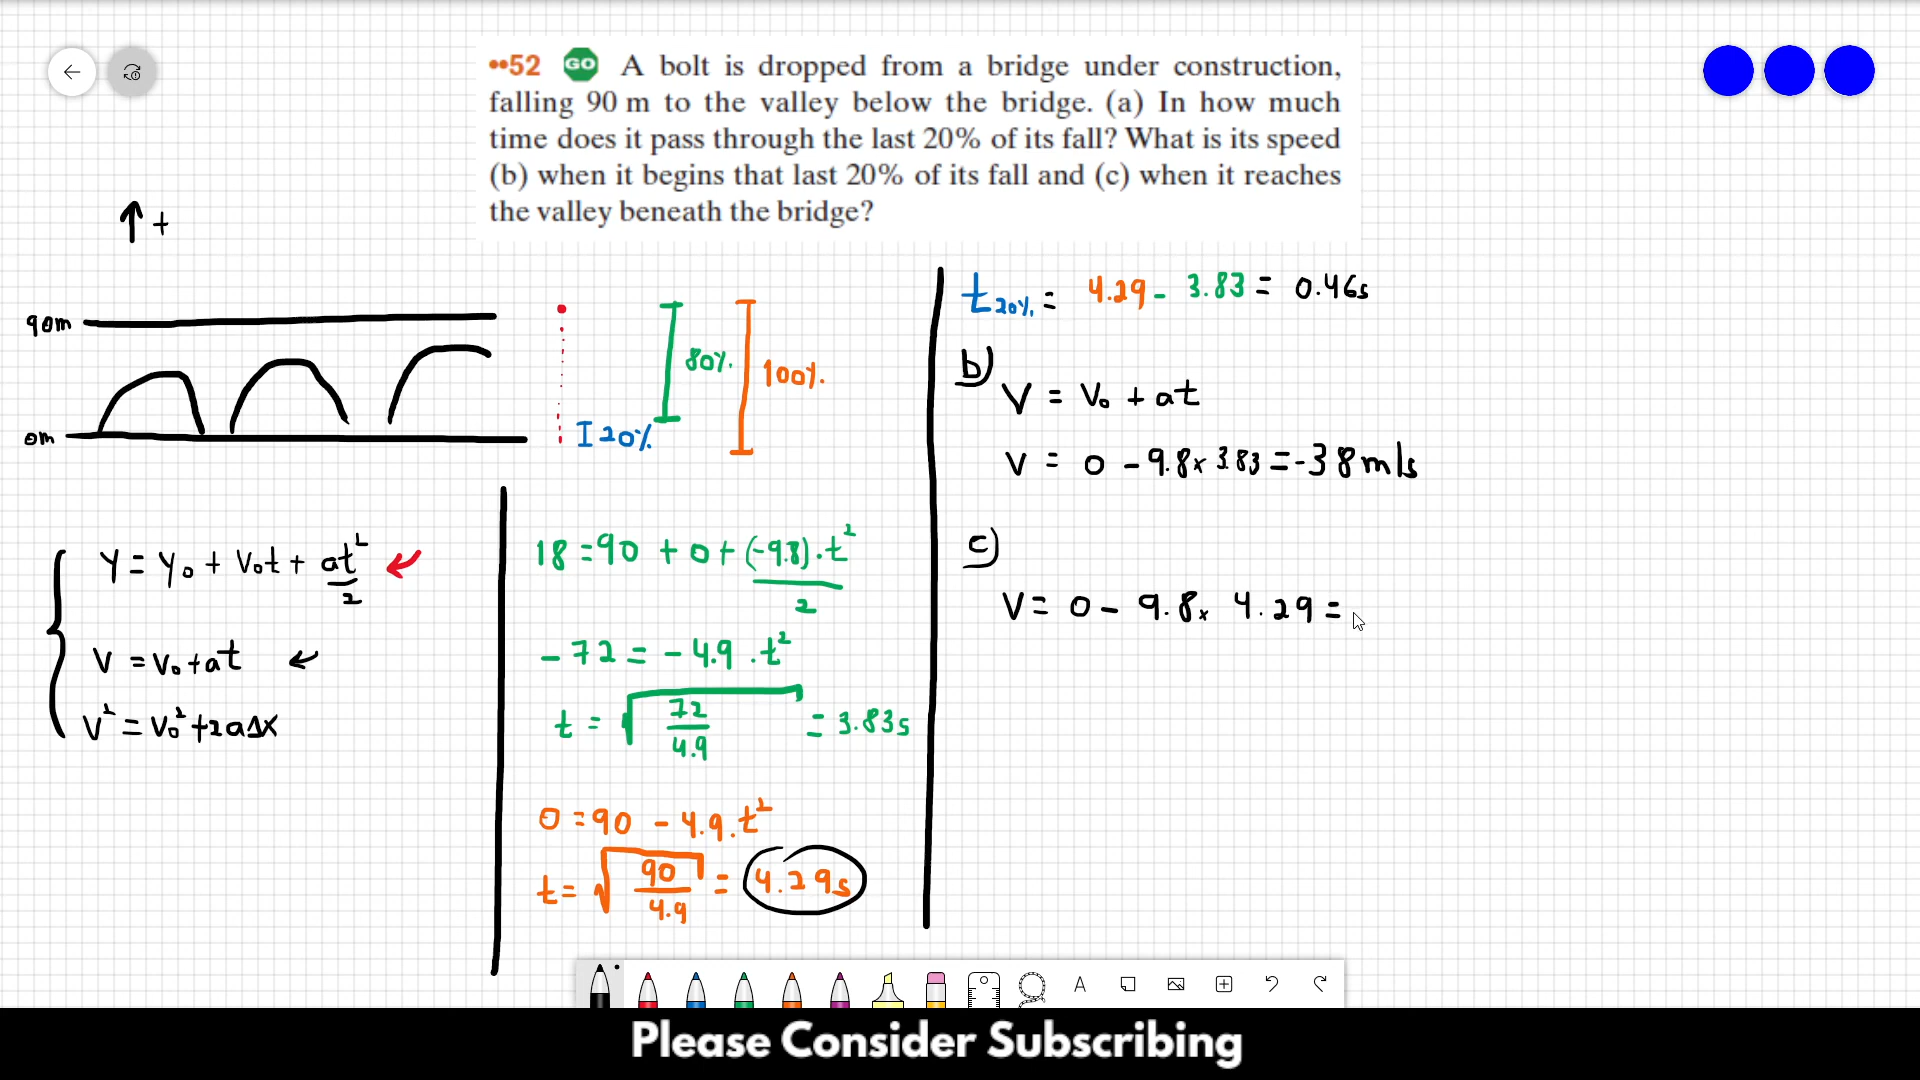 ••52 GO A bolt is dropped from a bridge under construction,
falling 90 m to the valley below the bridge. (a) In how much
time does it pass through the last 20% of its fall? What is its speed
(b) when it begins that last 20% of its fall and (c) when it reaches
the valley beneath the bridge?
↑ +
90m
0m
80%
100%
I 20%
y = y₀ + v₀t + at²/2 ↙
v = v₀ + at ↙
v² = v₀² + 2aΔx
18 = 90 + 0 + (-9.8).t²/2
-72 = -4.9 . t²
t = √(72/4.9) = 3.83s
0 = 90 - 4.9.t²
t = √(90/4.9) = 4.29s
t20% = 4.29 - 3.83 = 0.46s
b)
V = V₀ + at
V = 0 - 9.8 x 3.83 = -38m/s
c)
V = 0 - 9.8 x 4.29 =
A
Please Consider Subscribing